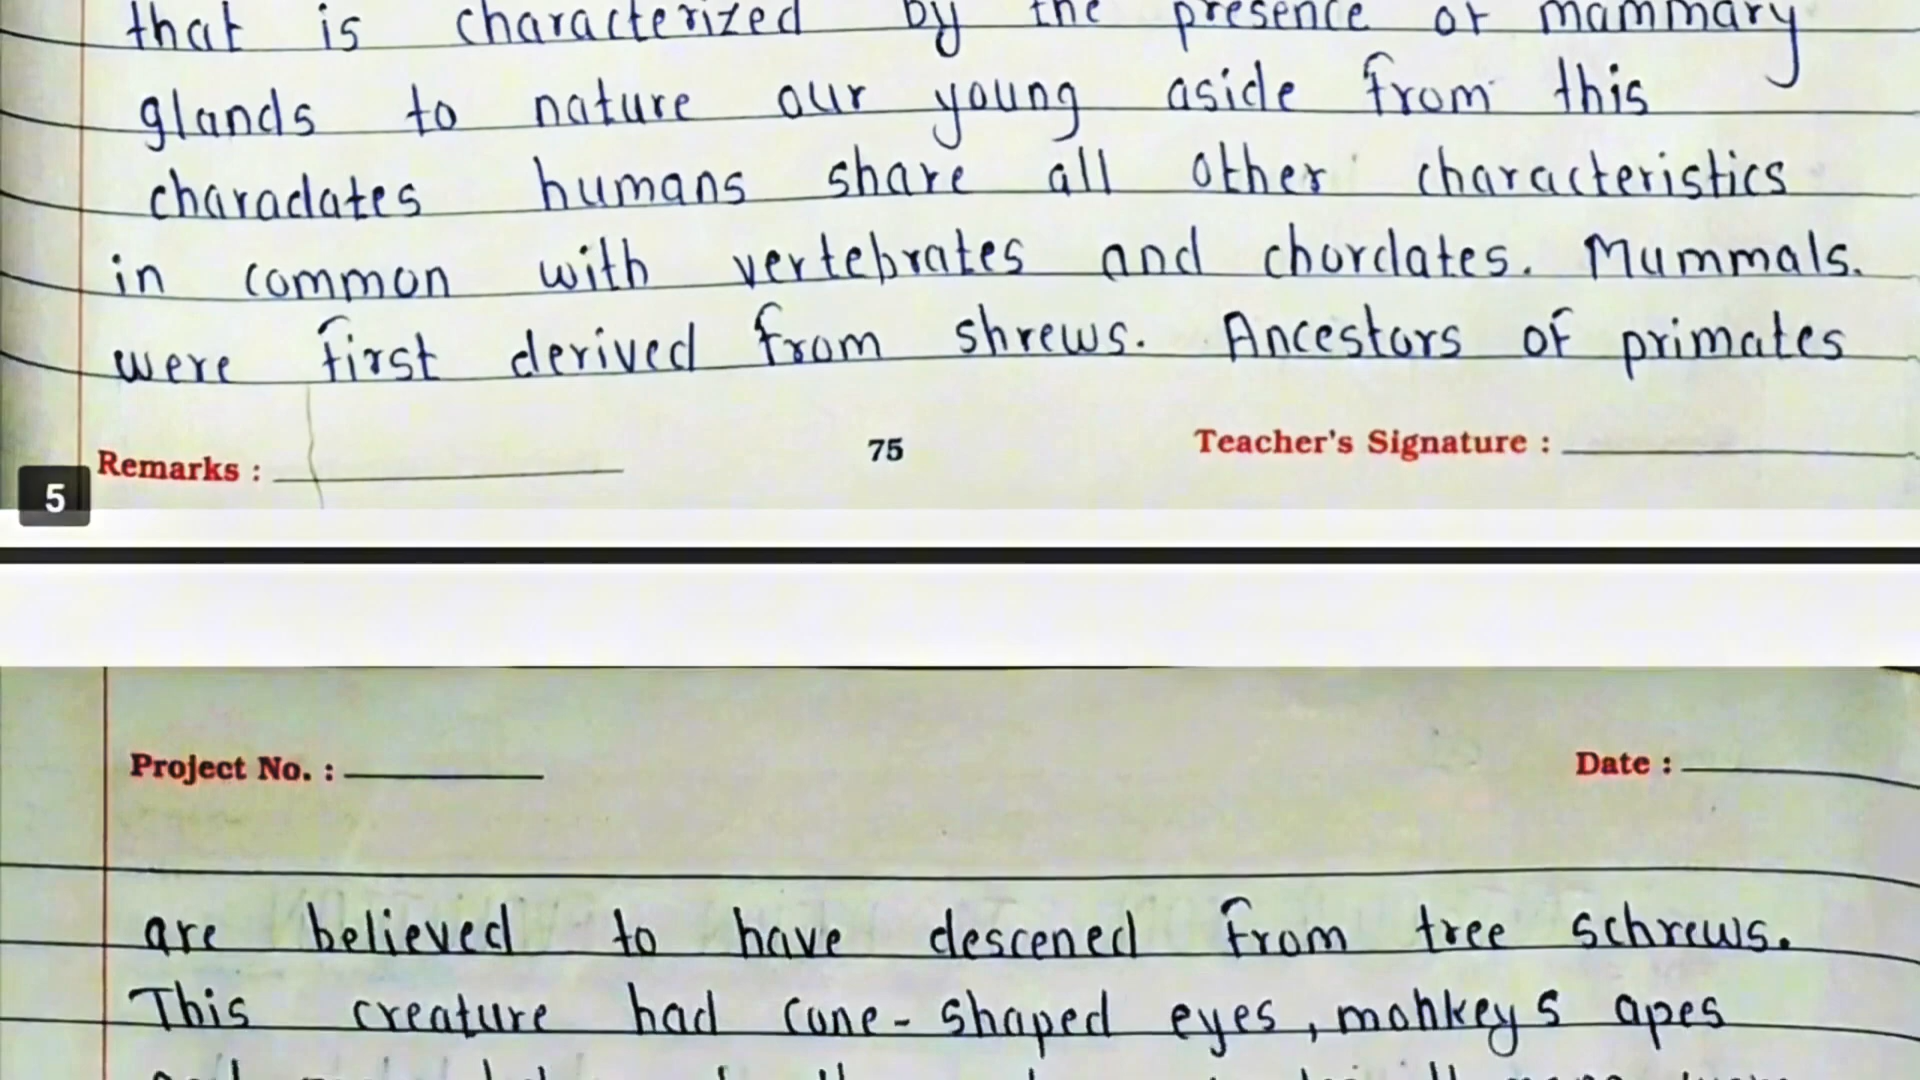 that is characterized by the presence of mammary
glands to nature our young aside from this
charadates humans share all other characteristics
in common with vertebrates and chordates. Mummals.
were first derived from shrews. Ancestors of primates
Remarks : 75 Teacher's Signature :
5
Project No. : Date :
are believed to have descened from tree schrews.
This creature had cone-shaped eyes, monkeys apes